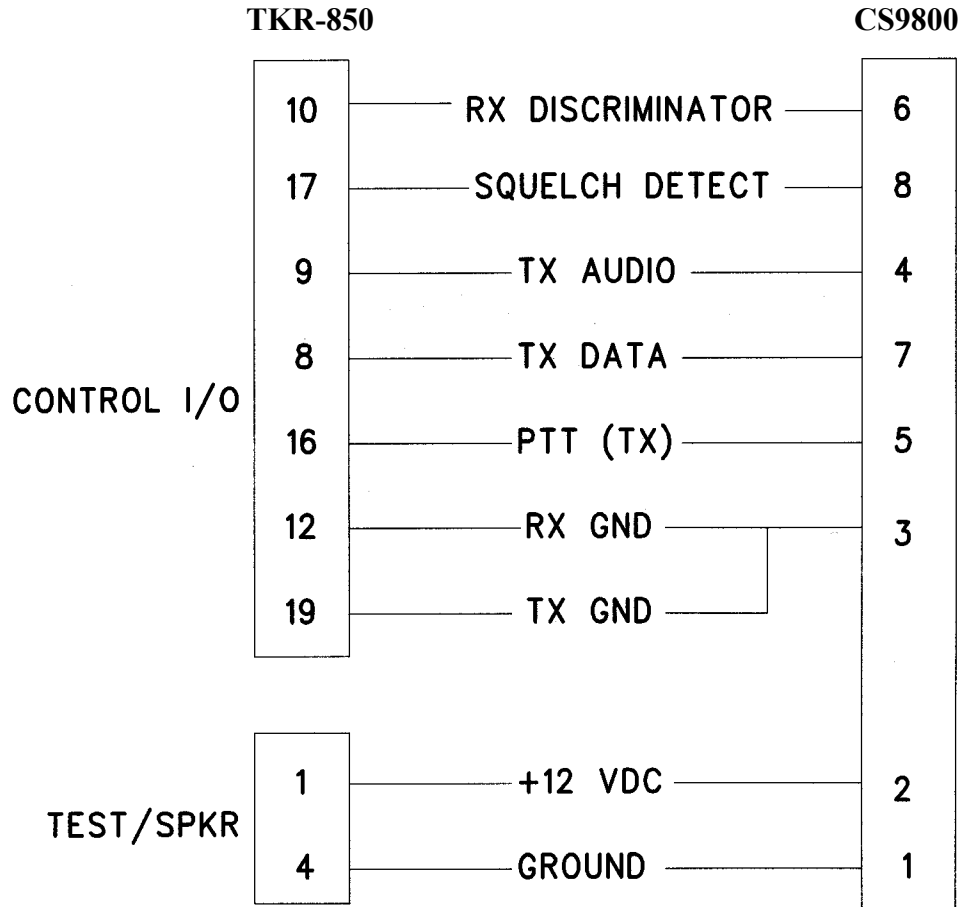 TKR-850 CS9800
10 RX DISCRIMINATOR 6
17 SQUELCH DETECT 8
9 TX AUDIO 4
8 TX DATA 7
CONTROL I/O
16 PTT (TX) 5
12 RX GND 3
19 TX GND
1 +12 VDC 2
TEST/SPKR
4 GROUND 1